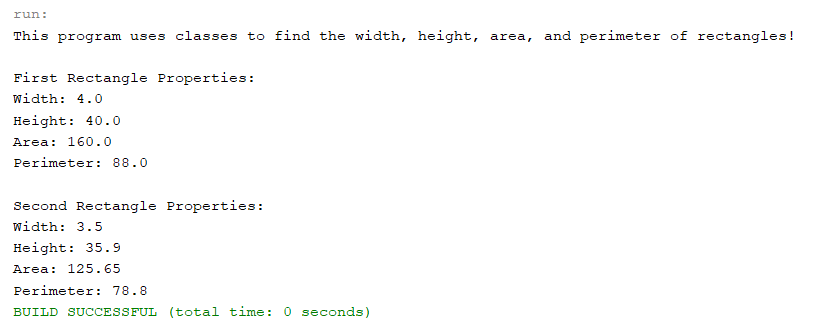 run:
This program uses classes to find the width, height, area, and perimeter of rectangles!
First Rectangle Properties:
Width: 4.0
Height: 40.0
Area: 160.0
Perimeter: 88.0
Second Rectangle Properties:
Width: 3.5
Height: 35.9
Area: 125.65
Perimeter: 78.8
BUILD SUCCESSFUL (total time: 0 seconds)